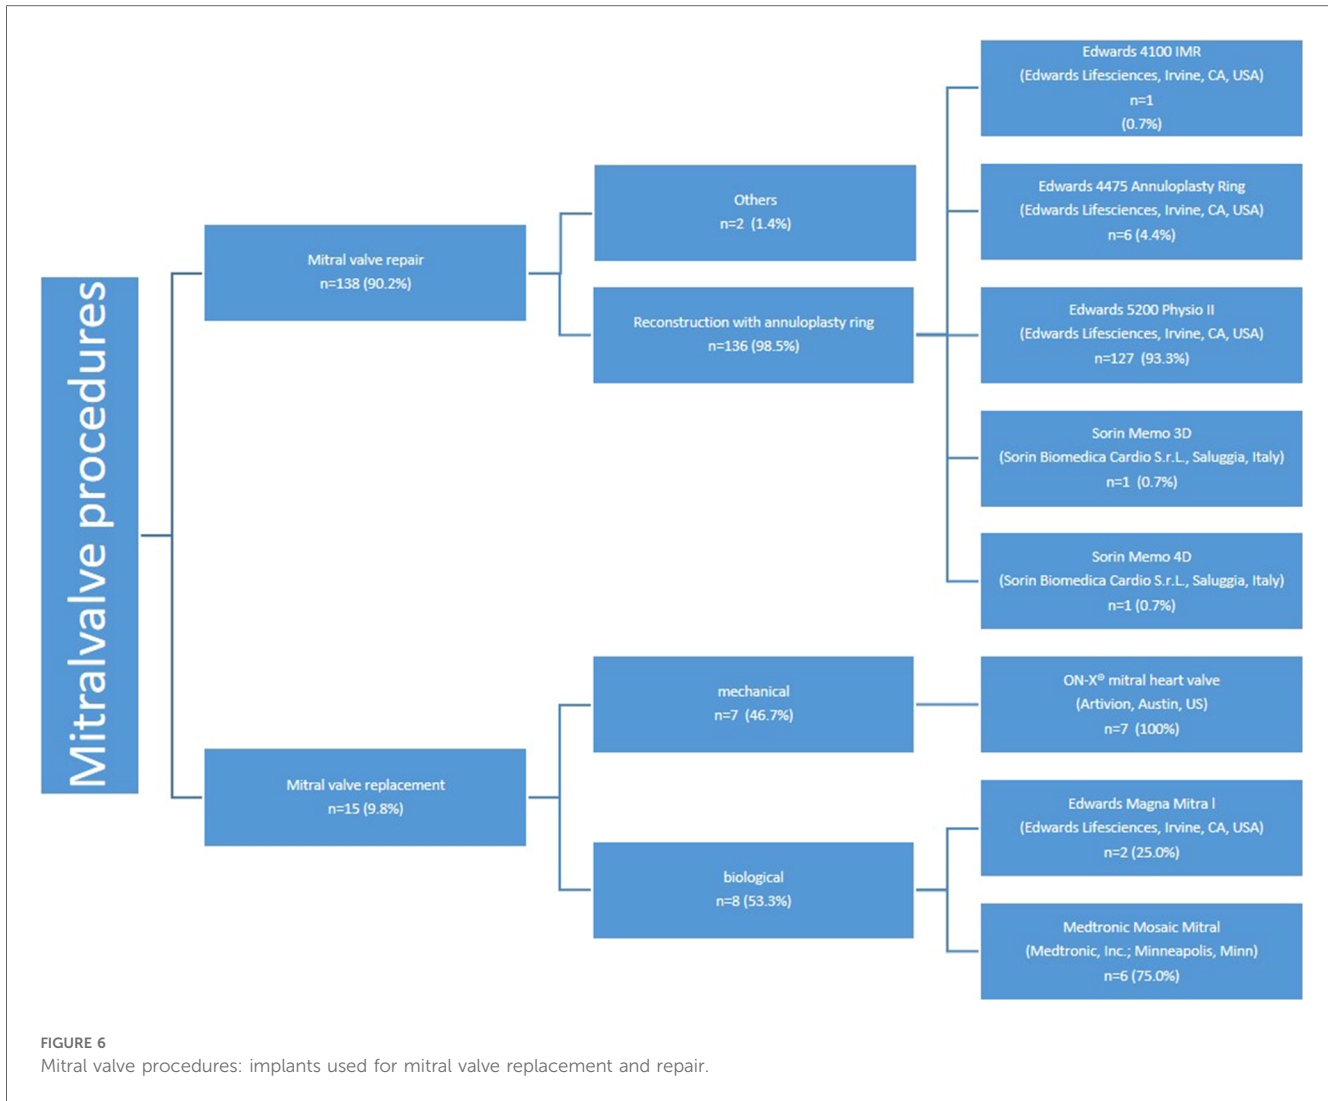 Mitralvalve procedures
Mitral valve repair
n=138 (90.2%)
Others
n=2 (1.4%)
Reconstruction with annuloplasty ring
n=136 (98.5%)
Edwards 4100 IMR
(Edwards Lifesciences, Irvine, CA, USA)
n=1
(0.7%)
Edwards 4475 Annuloplasty Ring
(Edwards Lifesciences, Irvine, CA, USA)
n=6 (4.4%)
Edwards 5200 Physio II
(Edwards Lifesciences, Irvine, CA, USA)
n=127 (93.3%)
Sorin Memo 3D
(Sorin Biomedica Cardio S.r.L., Saluggia, Italy)
n=1 (0.7%)
Sorin Memo 4D
(Sorin Biomedica Cardio S.r.L., Saluggia, Italy)
n=1 (0.7%)
Mitral valve replacement
n=15 (9.8%)
mechanical
n=7 (46.7%)
ON-X® mitral heart valve
(Artivion, Austin, US)
n=7 (100%)
biological
n=8 (53.3%)
Edwards Magna Mitra l
(Edwards Lifesciences, Irvine, CA, USA)
n=2 (25.0%)
Medtronic Mosaic Mitral
(Medtronic, Inc.; Minneapolis, Minn)
n=6 (75.0%)
FIGURE 6
Mitral valve procedures: implants used for mitral valve replacement and repair.